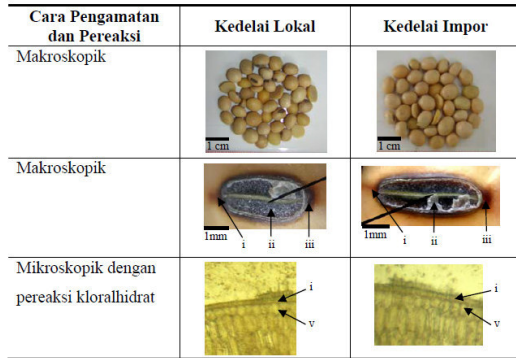 Cara Pengamatan dan Pereaksi
Kedelai Lokal
Kedelai Impor
Makroskopik
1 cm
1 cm
Makroskopik
1mm
i
ii
iii
1mm
i
ii
iii
Mikroskopik dengan
pereaksi kloralhidrat
i
v
i
v